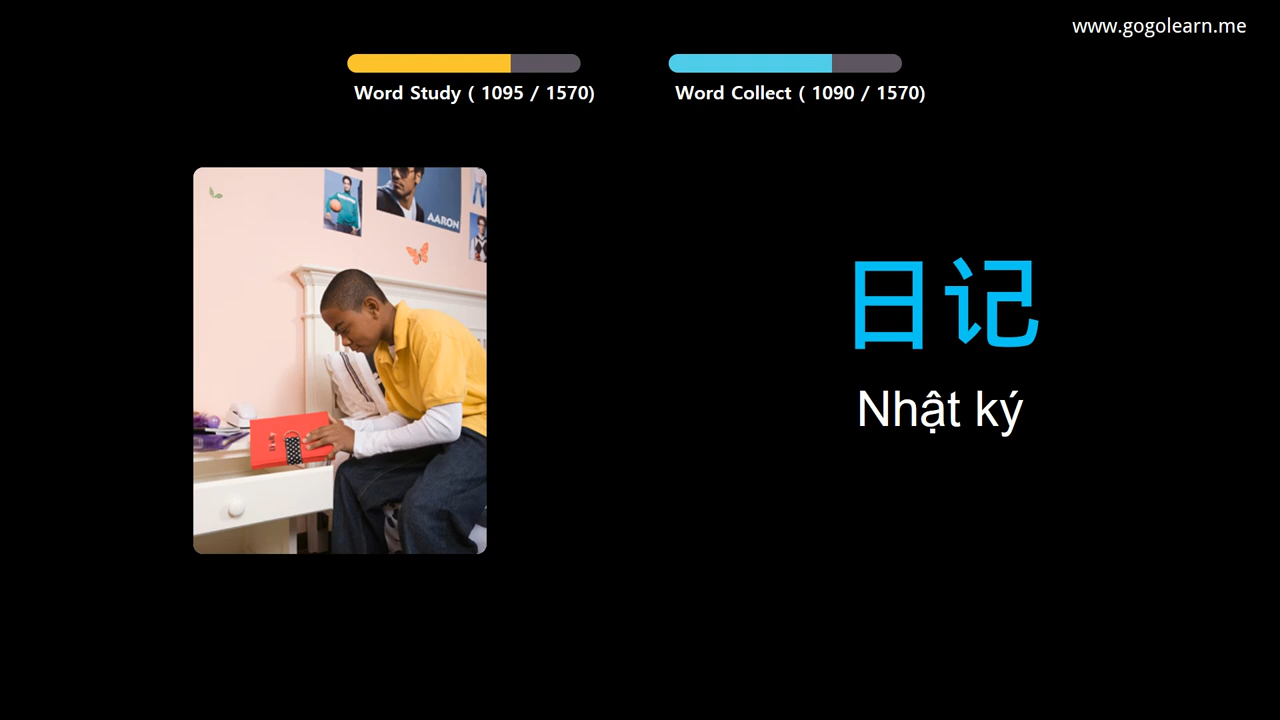 www.gogolearn.me
Word Study ( 1095 / 1570)
Word Collect ( 1090 / 1570)
AARON
日记
Nhật ký